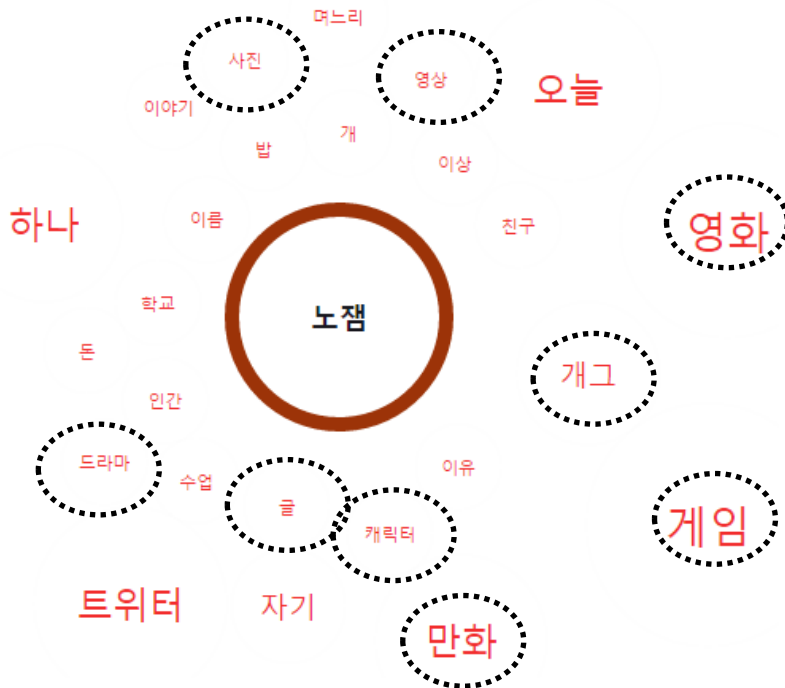 며느리
사진
영상
오늘
이야기
개
밥
이상
하나
이름
친구
영화
학교
노잼
돈
개그
인간
드라마
수업
이유
글
캐릭터
게임
트위터
자기
만화